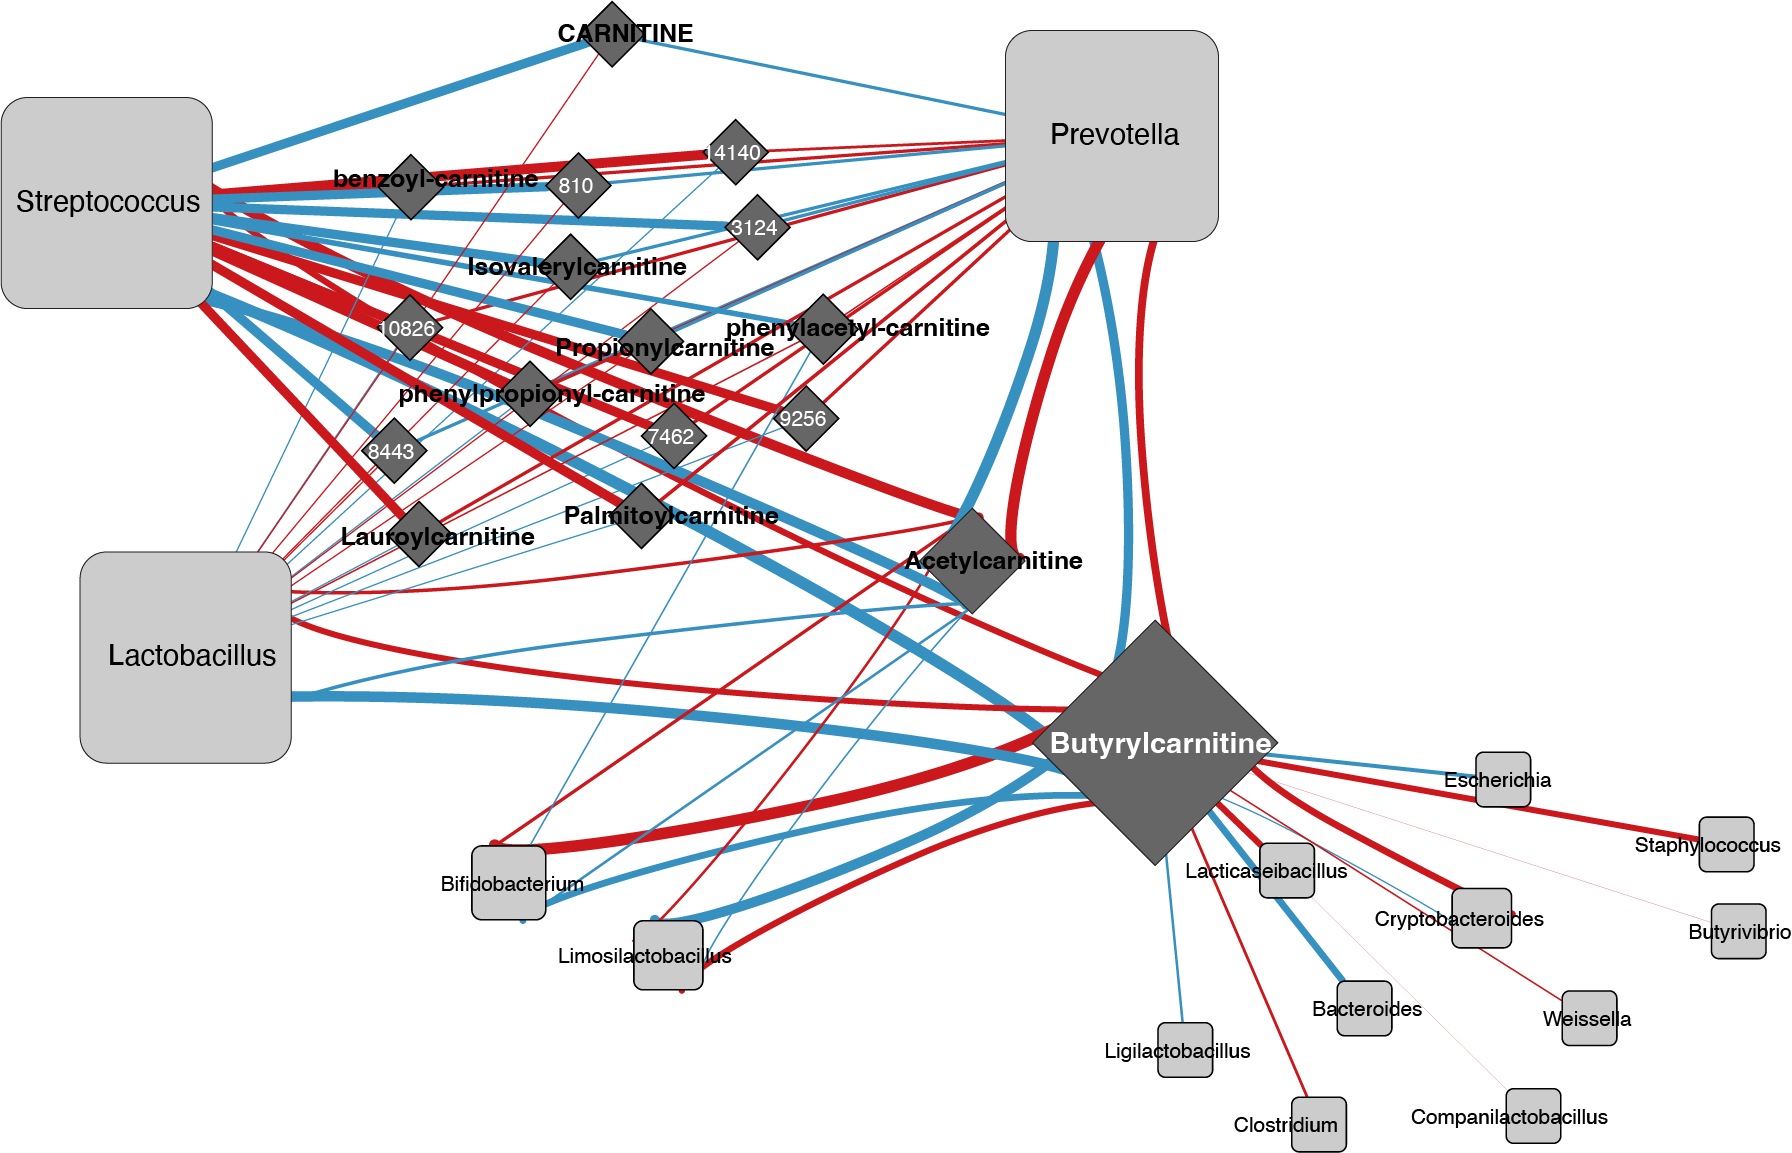 CARNITINE
Prevotella
14140
benzoyl-carnitine
810
Streptococcus
3124
Isovalerylcarnitine
10826
phenylacetyl-carnitine
Propionylcarnitine
phenylpropionyl-carnitine
9256
7462
8443
Palmitoylcarnitine
Lauroylcarnitine
Acetylcarnitine
Lactobacillus
Butyrylcarnitine
Escherichia
Staphylococcus
Lacticaseibacillus
Bifidobacterium
Cryptobacteroides
Butyrivibrio
Limosilactobacillus
Bacteroides
Weissella
Ligilactobacillus
Companilactobacillus
Clostridium